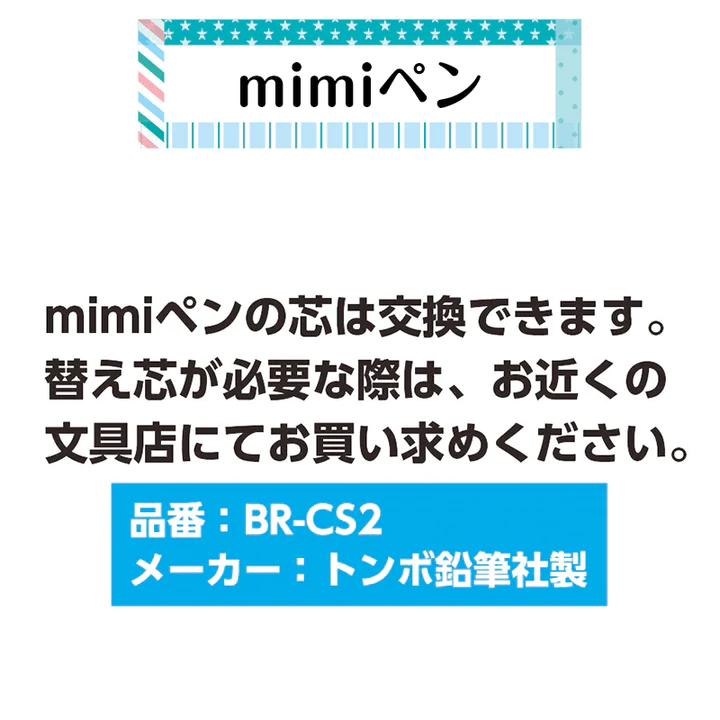 mimiペン
mimiペンの芯は交換できます。
替え芯が必要な際は、お近くの
文具店にてお買い求めください。
品番：BR-CS2
メーカー：トンボ鉛筆社製